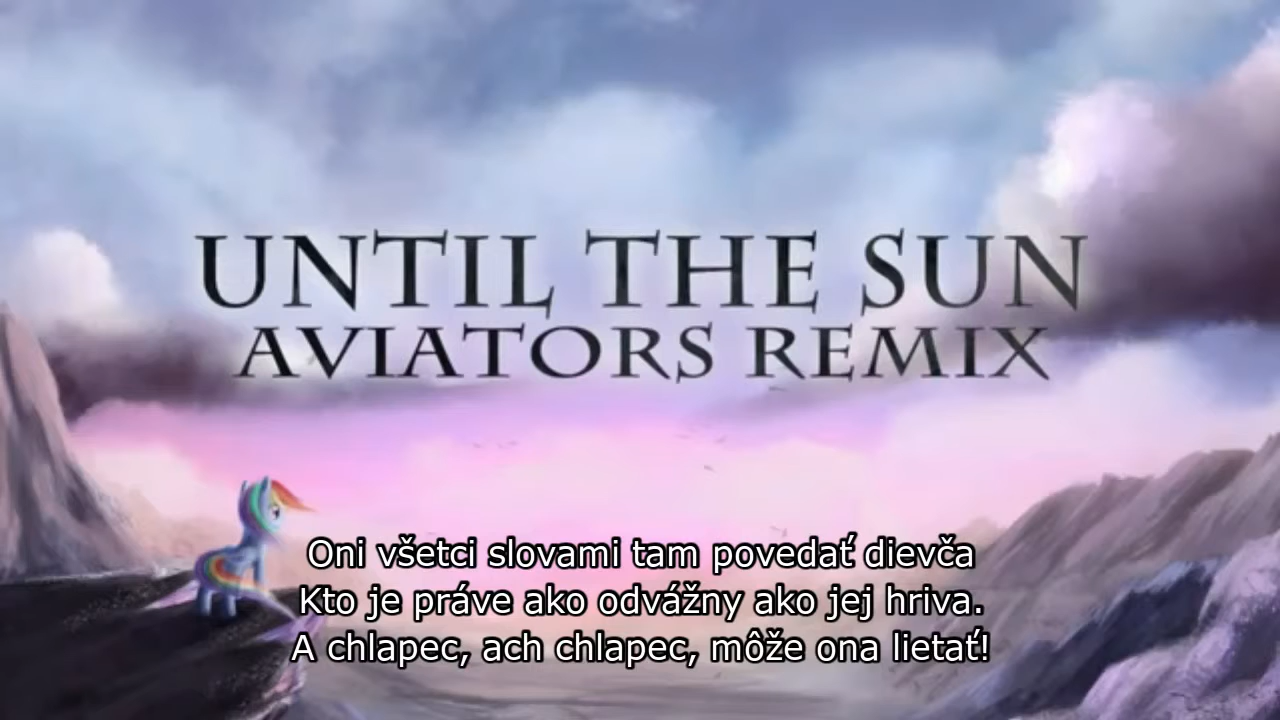 UNTIL THE SUN
AVIATORS REMIX
Oni všetci slovami tam povedať dievča
Kto je práve ako odvážny ako jej hriva.
A chlapec, ach chlapec, môže ona lietať!